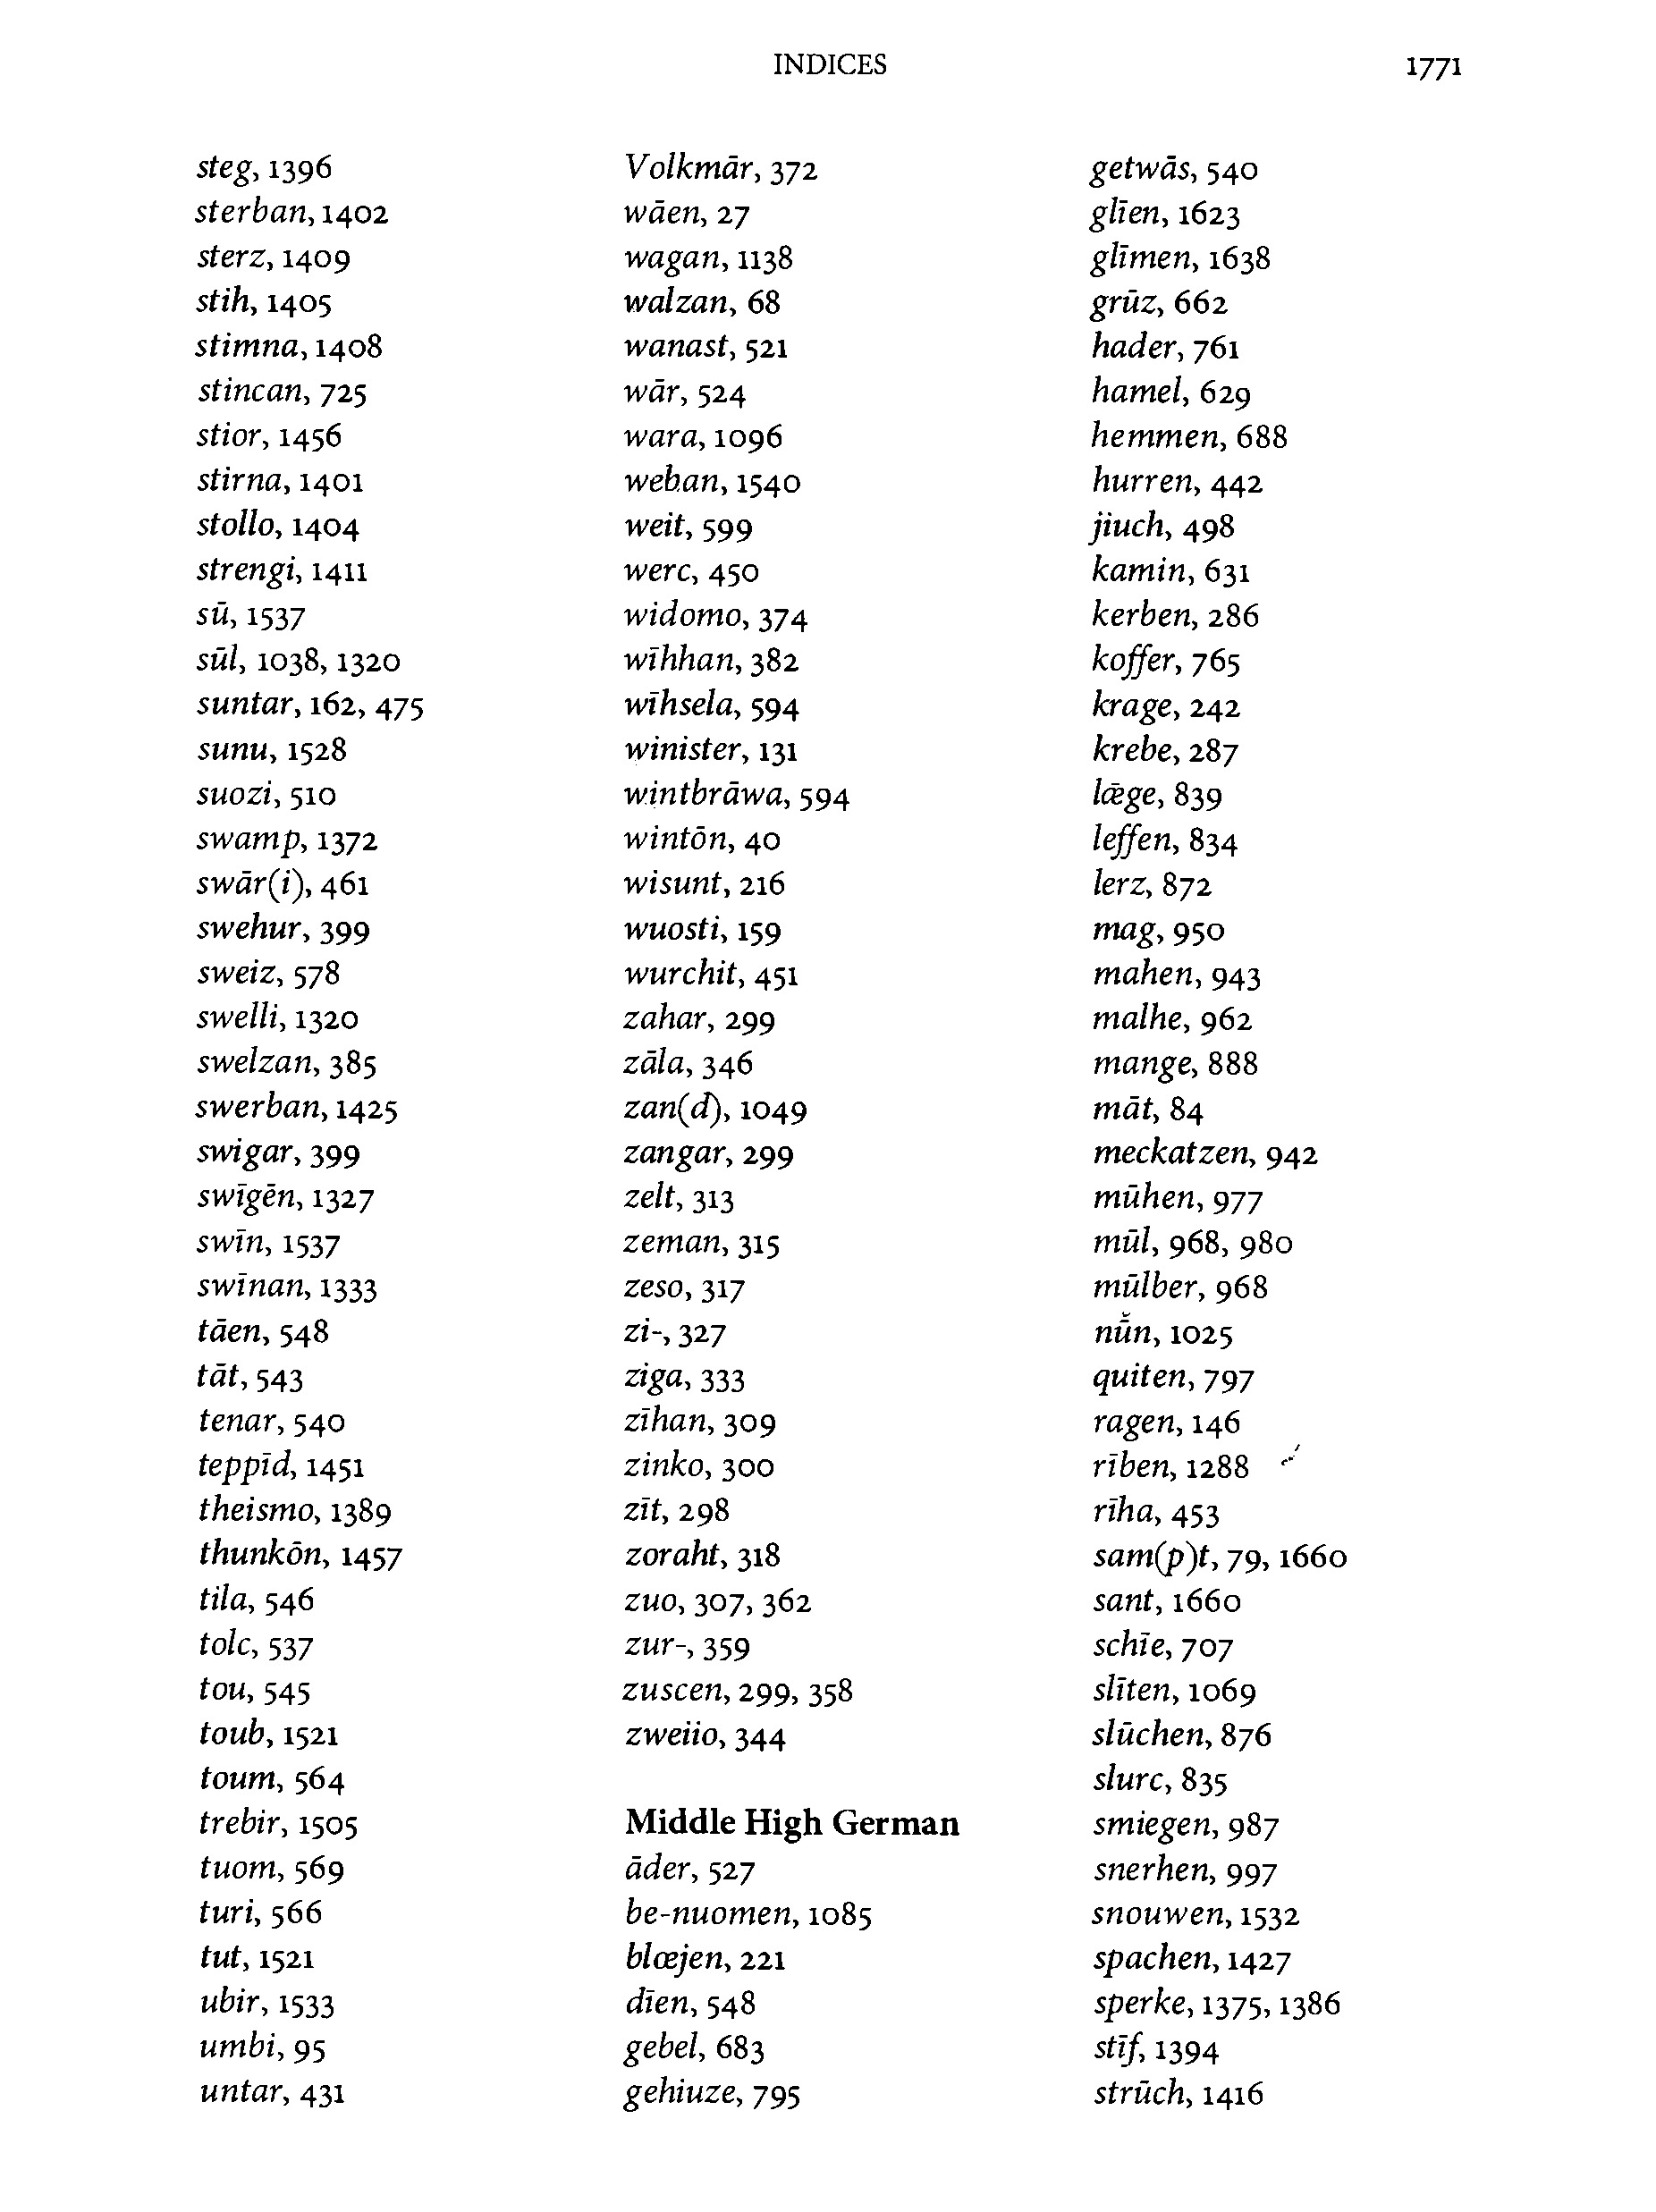 INDICES 1771
steg, 1396
sterban, 1402
sterz, 1409
stih, 1405
stimna, 1408
stincan, 725
stior, 1456
stirna, 1401
stollo, 1404
strengi, 1411
sū, 1537
sūl, 1038, 1320
suntar, 162, 475
sunu, 1528
suozi, 510
swamp, 1372
swār(i), 461
swehur, 399
sweiz, 578
swelli, 1320
swelzan, 385
swerban, 1425
swigar, 399
swīgēn, 1327
swīn, 1537
swīnan, 1333
tāen, 548
tāt, 543
tenar, 540
teppīd, 1451
theismo, 1389
thunkōn, 1457
tila, 546
tolc, 537
tou, 545
toub, 1521
toum, 564
trebir, 1505
tuom, 569
turi, 566
tut, 1521
ubir, 1533
umbi, 95
untar, 431
Volkmār, 372
wāen, 27
wagan, 1138
walzan, 68
wanast, 521
wār, 524
wara, 1096
weban, 1540
weit, 599
werc, 450
widomo, 374
wīhhan, 382
wīhsela, 594
winister, 131
wintbrāwa, 594
wintōn, 40
wisunt, 216
wuosti, 159
wurchit, 451
zahar, 299
zāla, 346
zan(d), 1049
zangar, 299
zelt, 313
zeman, 315
zeso, 317
zi-, 327
ziga, 333
zīhan, 309
zinko, 300
zīt, 298
zoraht, 318
zuo, 307, 362
zur-, 359
zuscen, 299, 358
zweiio, 344
Middle High German
āder, 527
be-nuomen, 1085
blœjen, 221
dīen, 548
gebel, 683
gehiuze, 795
getwās, 540
glīen, 1623
glīmen, 1638
grūz, 662
hader, 761
hamel, 629
hemmen, 688
hurren, 442
jiuch, 498
kamin, 631
kerben, 286
koffer, 765
krage, 242
krebe, 287
lǣge, 839
leffen, 834
lerz, 872
mag, 950
mahen, 943
malhe, 962
mange, 888
māt, 84
meckatzen, 942
mūhen, 977
mūl, 968, 980
mūlber, 968
nū̆n, 1025
quiten, 797
ragen, 146
rīben, 1288
rīha, 453
sam(p)t, 79, 1660
sant, 1660
schīe, 707
slīten, 1069
slūchen, 876
slurc, 835
smiegen, 987
snerhen, 997
snouwen, 1532
spachen, 1427
sperke, 1375, 1386
stīf, 1394
strūch, 1416